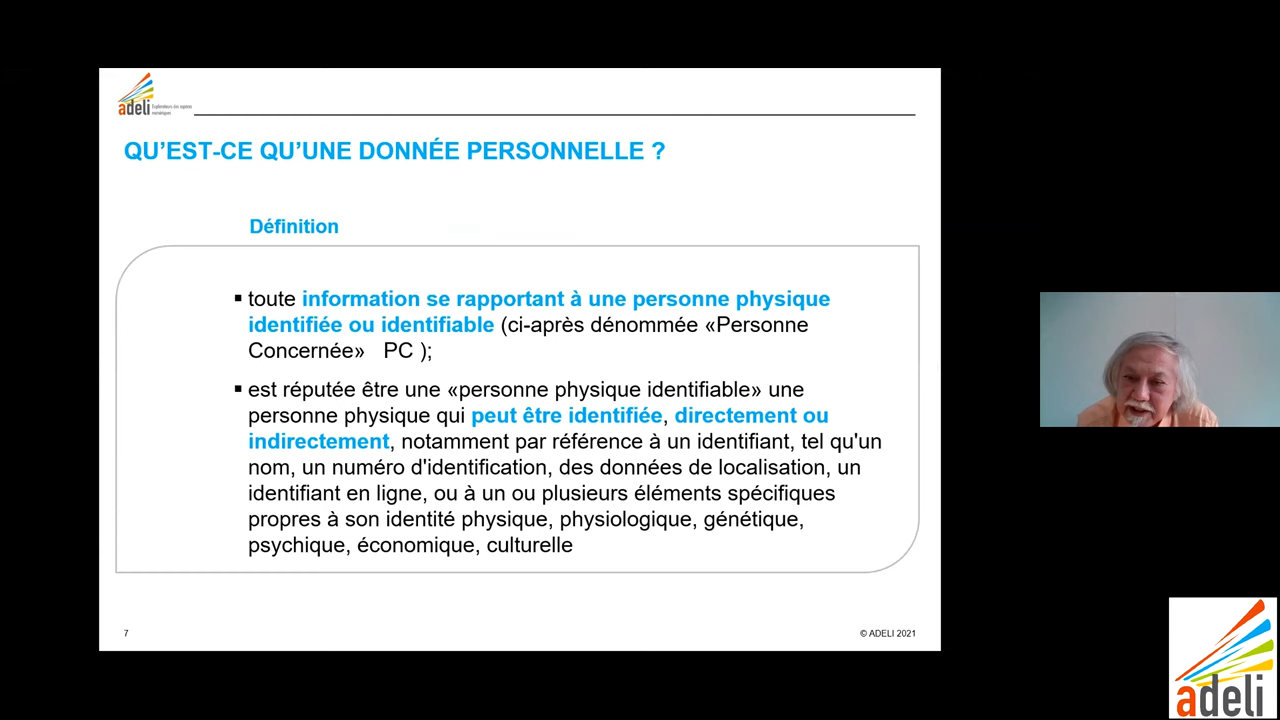 adeli Explorateurs des espaces
numériques
QU’EST-CE QU’UNE DONNÉE PERSONNELLE ?
Définition
▪ toute information se rapportant à une personne physique
identifiée ou identifiable (ci-après dénommée «Personne
Concernée» PC );
▪ est réputée être une «personne physique identifiable» une
personne physique qui peut être identifiée, directement ou
indirectement, notamment par référence à un identifiant, tel qu'un
nom, un numéro d'identification, des données de localisation, un
identifiant en ligne, ou à un ou plusieurs éléments spécifiques
propres à son identité physique, physiologique, génétique,
psychique, économique, culturelle
7
© ADELI 2021
adeli